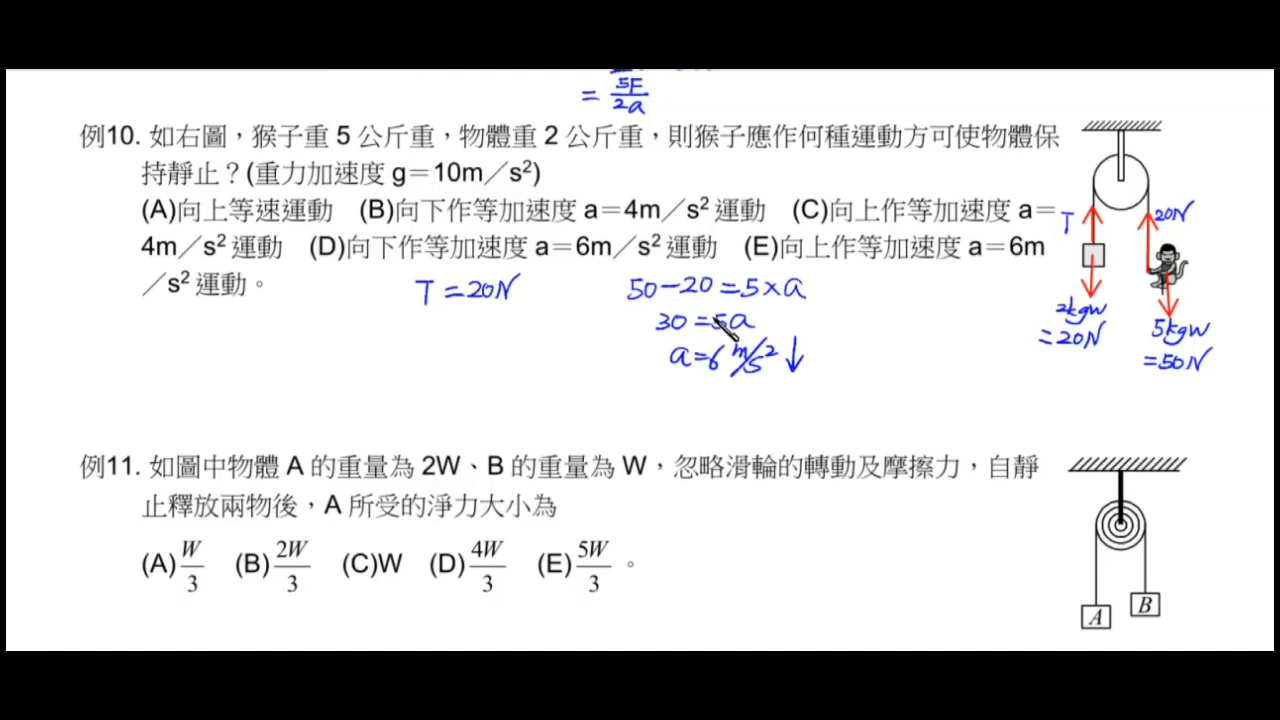 = 5F/2a
例10. 如右圖，猴子重 5 公斤重，物體重 2 公斤重，則猴子應作何種運動方可使物體保
持靜止？(重力加速度 g＝10m／s²)
(A)向上等速運動 (B)向下作等加速度 a＝4m／s² 運動 (C)向上作等加速度 a＝
4m／s² 運動 (D)向下作等加速度 a＝6m／s² 運動 (E)向上作等加速度 a＝6m
／s² 運動。
T = 20N
50-20 = 5×a
30 = 5a
a = 6 m/s² ↓
T
20N
2kgw
= 20N
5kgw
= 50N
例11. 如圖中物體 A 的重量為 2W、B 的重量為 W，忽略滑輪的轉動及摩擦力，自靜
止釋放兩物後，A 所受的淨力大小為
(A) W/3 (B) 2W/3 (C)W (D) 4W/3 (E) 5W/3 。
A
B